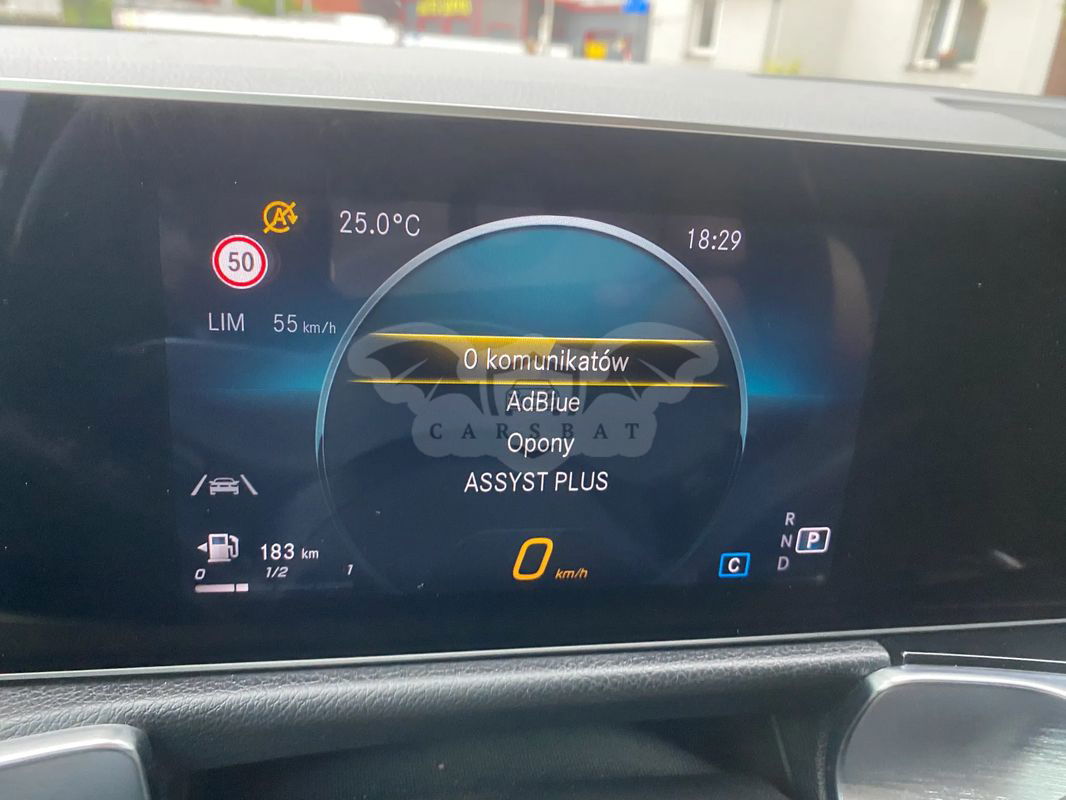 A
25.0°C
18:29
50
LIM 55 km/h
0 komunikatów
AdBlue
CARSBAT
Opony
ASSYST PLUS
R
N P
D
183 km
0 1/2 1
0 km/h
C